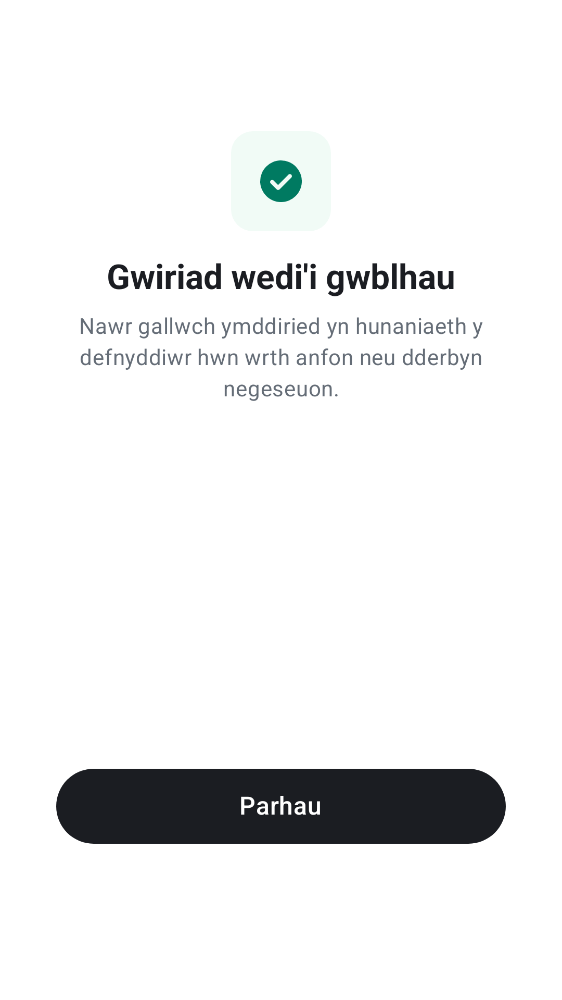 Gwiriad wedi'i gwblhau
Nawr gallwch ymddiried yn hunaniaeth y
defnyddiwr hwn wrth anfon neu dderbyn
negeseuon.
Parhau